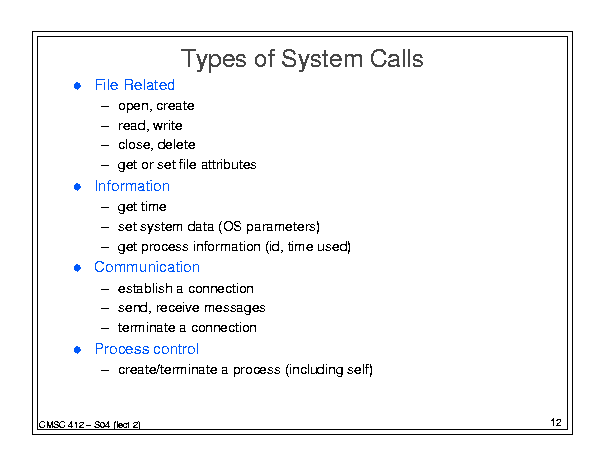 Types of System Calls
● File Related
– open, create
– read, write
– close, delete
– get or set file attributes
● Information
– get time
– set system data (OS parameters)
– get process information (id, time used)
● Communication
– establish a connection
– send, receive messages
– terminate a connection
● Process control
– create/terminate a process (including self)
CMSC 412 – S04 (lect 2)
12